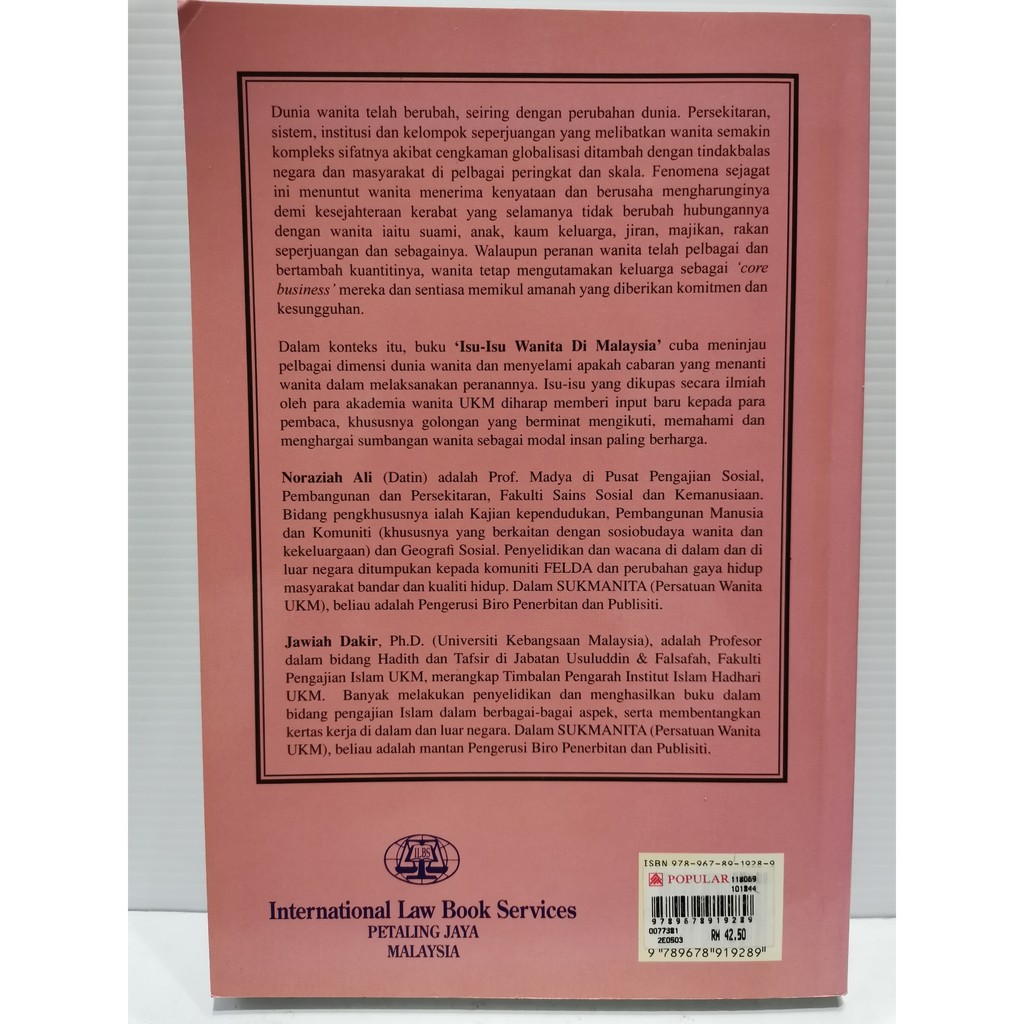 Dunia wanita telah berubah, seiring dengan perubahan dunia. Persekitaran,
sistem, institusi dan kelompok seperjuangan yang melibatkan wanita semakin
kompleks sifatnya akibat cengkaman globalisasi ditambah dengan tindakbalas
negara dan masyarakat di pelbagai peringkat dan skala. Fenomena sejagat
ini menuntut wanita menerima kenyataan dan berusaha mengharunginya
demi kesejahteraan kerabat yang selamanya tidak berubah hubungannya
dengan wanita iaitu suami, anak, kaum keluarga, jiran, majikan, rakan
seperjuangan dan sebagainya. Walaupun peranan wanita telah pelbagai dan
bertambah kuantitinya, wanita tetap mengutamakan keluarga sebagai 'core
business' mereka dan sentiasa memikul amanah yang diberikan komitmen dan
kesungguhan.
Dalam konteks itu, buku 'Isu-Isu Wanita Di Malaysia' cuba meninjau
pelbagai dimensi dunia wanita dan menyelami apakah cabaran yang menanti
wanita dalam melaksanakan peranannya. Isu-isu yang dikupas secara ilmiah
oleh para akademia wanita UKM diharap memberi input baru kepada para
pembaca, khususnya golongan yang berminat mengikuti, memahami dan
menghargai sumbangan wanita sebagai modal insan paling berharga.
Noraziah Ali (Datin) adalah Prof. Madya di Pusat Pengajian Sosial,
Pembangunan dan Persekitaran, Fakulti Sains Sosial dan Kemanusiaan.
Bidang pengkhususnya ialah Kajian kependudukan, Pembangunan Manusia
dan Komuniti (khususnya yang berkaitan dengan sosiobudaya wanita dan
kekeluargaan) dan Geografi Sosial. Penyelidikan dan wacana di dalam dan di
luar negara ditumpukan kepada komuniti FELDA dan perubahan gaya hidup
masyarakat bandar dan kualiti hidup. Dalam SUKMANITA (Persatuan Wanita
UKM), beliau adalah Pengerusi Biro Penerbitan dan Publisiti.
Jawiah Dakir, Ph.D. (Universiti Kebangsaan Malaysia), adalah Profesor
dalam bidang Hadith dan Tafsir di Jabatan Usuluddin & Falsafah, Fakulti
Pengajian Islam UKM, merangkap Timbalan Pengarah Institut Islam Hadhari
UKM. Banyak melakukan penyelidikan dan menghasilkan buku dalam
bidang pengajian Islam dalam berbagai-bagai aspek, serta membentangkan
kertas kerja di dalam dan luar negara. Dalam SUKMANITA (Persatuan Wanita
UKM), beliau adalah mantan Pengerusi Biro Penerbitan dan Publisiti.
ILBS
International Law Book Services
PETALING JAYA
MALAYSIA
ISBN 978-967-89-1928-9
POPULAR 118069
101844
9789678919289
0077381
2E0503
RM 42.50
9 789678 919289